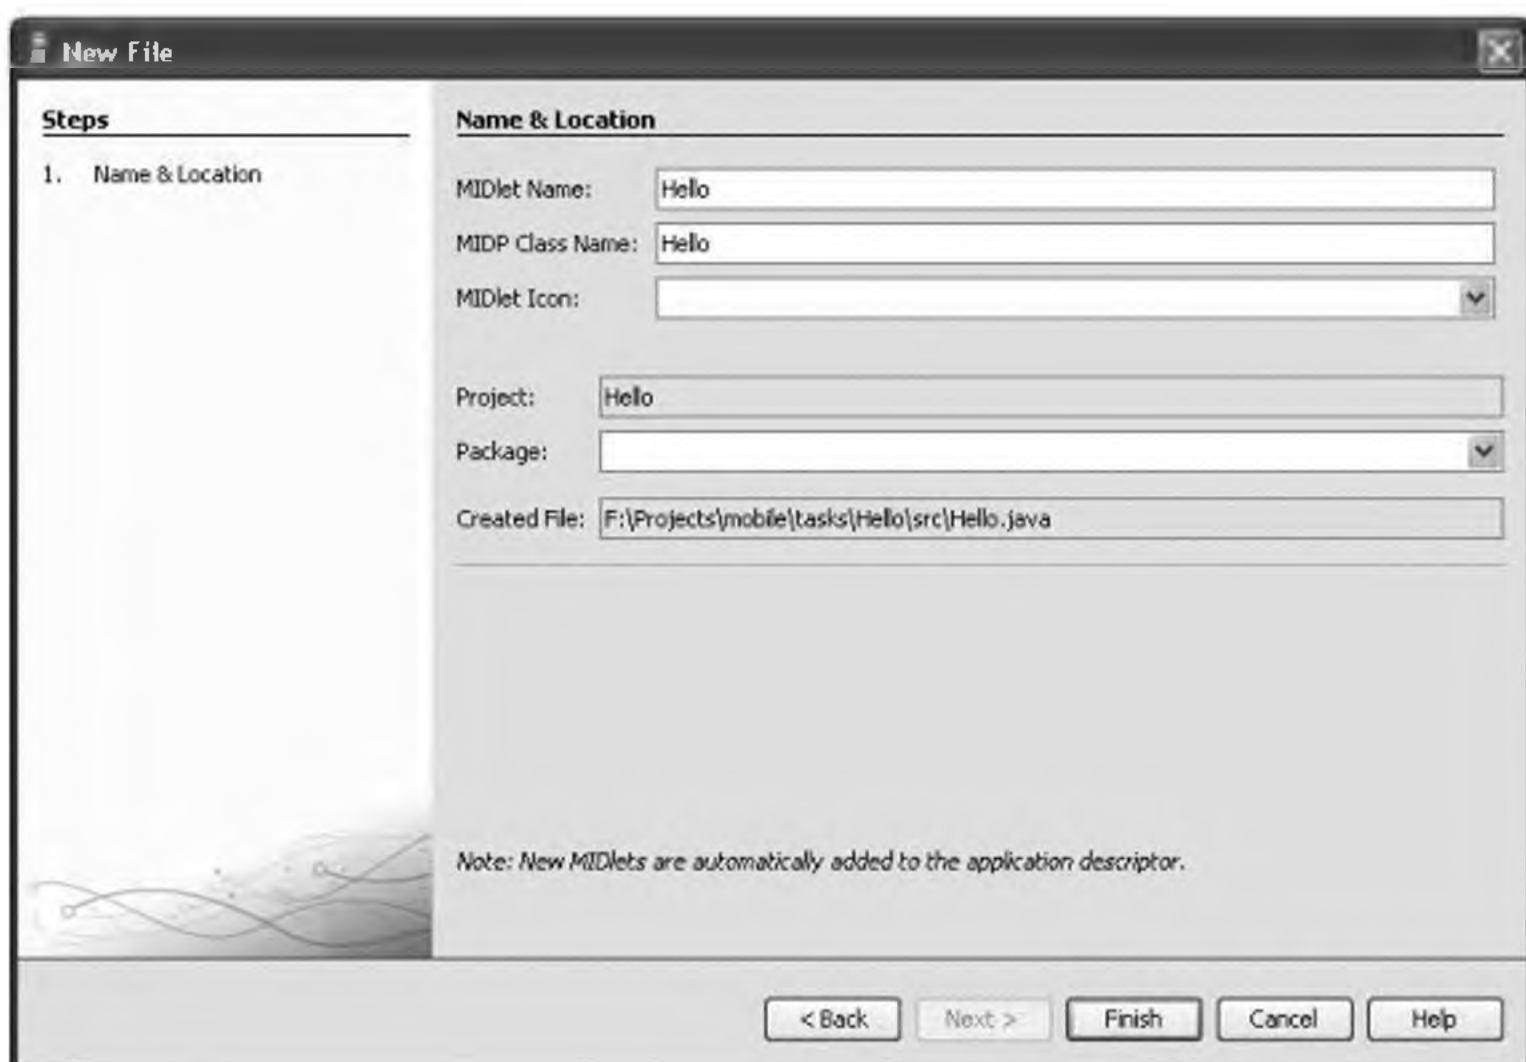 New File
Steps
1. Name & Location
Name & Location
MIDlet Name: Hello
MIDP Class Name: Hello
MIDlet Icon:
Project: Hello
Package:
Created File: F:\Projects\mobile\tasks\Hello\src\Hello.java
Note: New MIDlets are automatically added to the application descriptor.
< Back Next > Finish Cancel Help